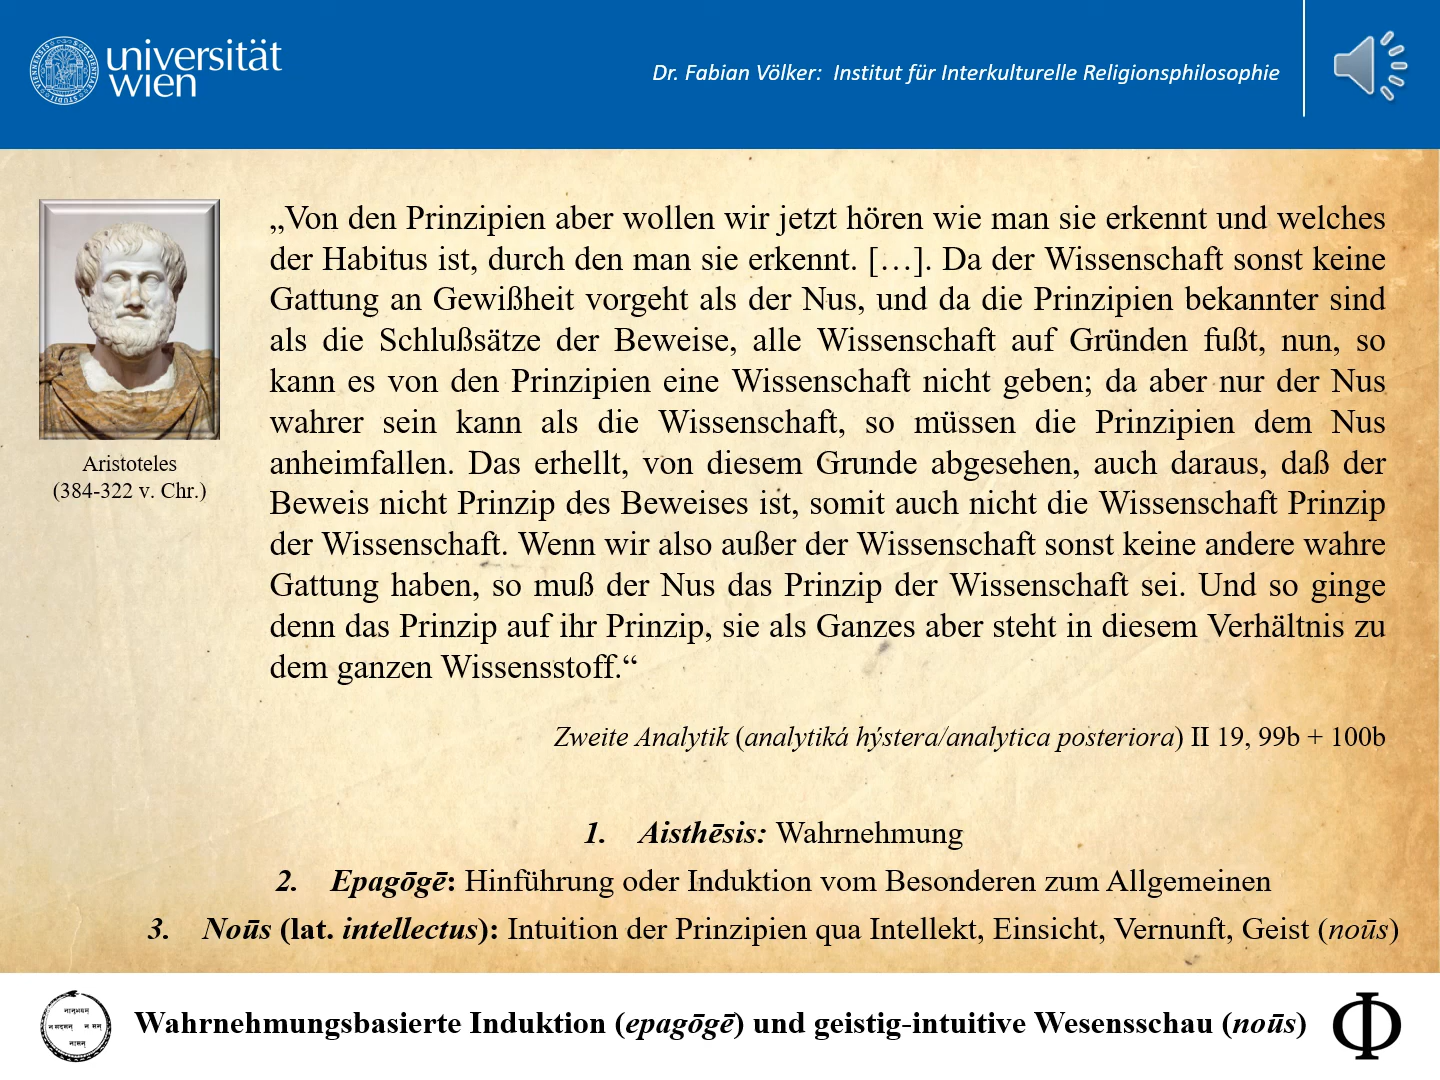 universität
wien
Dr. Fabian Völker:  Institut für Interkulturelle Religionsphilosophie
„Von den Prinzipien aber wollen wir jetzt hören wie man sie erkennt und welches
der Habitus ist, durch den man sie erkennt. […]. Da der Wissenschaft sonst keine
Gattung an Gewißheit vorgeht als der Nus, und da die Prinzipien bekannter sind
als die Schlußsätze der Beweise, alle Wissenschaft auf Gründen fußt, nun, so
kann es von den Prinzipien eine Wissenschaft nicht geben; da aber nur der Nus
wahrer sein kann als die Wissenschaft, so müssen die Prinzipien dem Nus
anheimfallen. Das erhellt, von diesem Grunde abgesehen, auch daraus, daß der
Beweis nicht Prinzip des Beweises ist, somit auch nicht die Wissenschaft Prinzip
der Wissenschaft. Wenn wir also außer der Wissenschaft sonst keine andere wahre
Gattung haben, so muß der Nus das Prinzip der Wissenschaft sei. Und so ginge
denn das Prinzip auf ihr Prinzip, sie als Ganzes aber steht in diesem Verhältnis zu
dem ganzen Wissensstoff.“
Aristoteles
(384-322 v. Chr.)
Zweite Analytik (analytiká hýstera/analytica posteriora) II 19, 99b + 100b
1. Aisthēsis: Wahrnehmung
2. Epagōgē: Hinführung oder Induktion vom Besonderen zum Allgemeinen
3. Noūs (lat. intellectus): Intuition der Prinzipien qua Intellekt, Einsicht, Vernunft, Geist (noūs)
Wahrnehmungsbasierte Induktion (epagōgē) und geistig-intuitive Wesensschau (noūs)
Φ